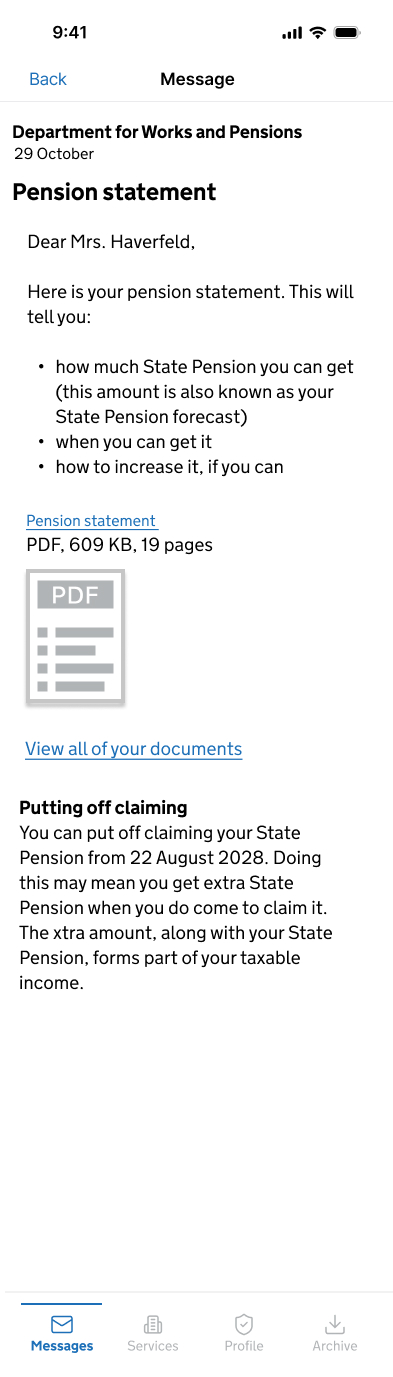 9:41
Back
Message
Department for Works and Pensions
29 October
Pension statement
Dear Mrs. Haverfeld,
Here is your pension statement. This will
tell you:
• how much State Pension you can get
(this amount is also known as your
State Pension forecast)
• when you can get it
• how to increase it, if you can
Pension statement
PDF, 609 KB, 19 pages
PDF
View all of your documents
Putting off claiming
You can put off claiming your State
Pension from 22 August 2028. Doing
this may mean you get extra State
Pension when you do come to claim it.
The xtra amount, along with your State
Pension, forms part of your taxable
income.
Messages
Services
Profile
Archive